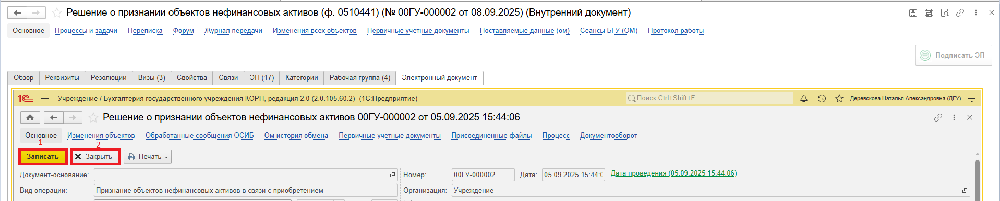 Решение о признании объектов нефинансовых активов (ф. 0510441) (№ 00ГУ-000002 от 08.09.2025) (Внутренний документ)
Основное Процессы и задачи Переписка Форум Журнал передачи Изменения всех объектов Первичные учетные документы Поставляемые данные (ом) Сеансы БГУ (ОМ) Протокол работы
Подписать ЭП
Обзор Реквизиты Резолюции Визы (3) Свойства Связи ЭП (17) Категории Рабочая группа (4) Электронный документ
1С Учреждение / Бухгалтерия государственного учреждения КОРП, редакция 2.0 (2.0.105.60.2) (1С:Предприятие) Поиск Ctrl+Shift+F Деревскова Наталья Александровна (ДГУ)
Решение о признании объектов нефинансовых активов 00ГУ-000002 от 05.09.2025 15:44:06
Основное Изменения объектов Обработанные сообщения ОСИБ Ом история обмена Первичные учетные документы Присоединенные файлы Процесс Документооборот
1 2
Записать Закрыть Печать
Документ-основание: ... Номер: 00ГУ-000002 Дата: 05.09.2025 15:44:0 Дата проведения (05.09.2025 15:44:06)
Вид операции: Признание объектов нефинансовых активов в связи с приобретением Организация: Учреждение